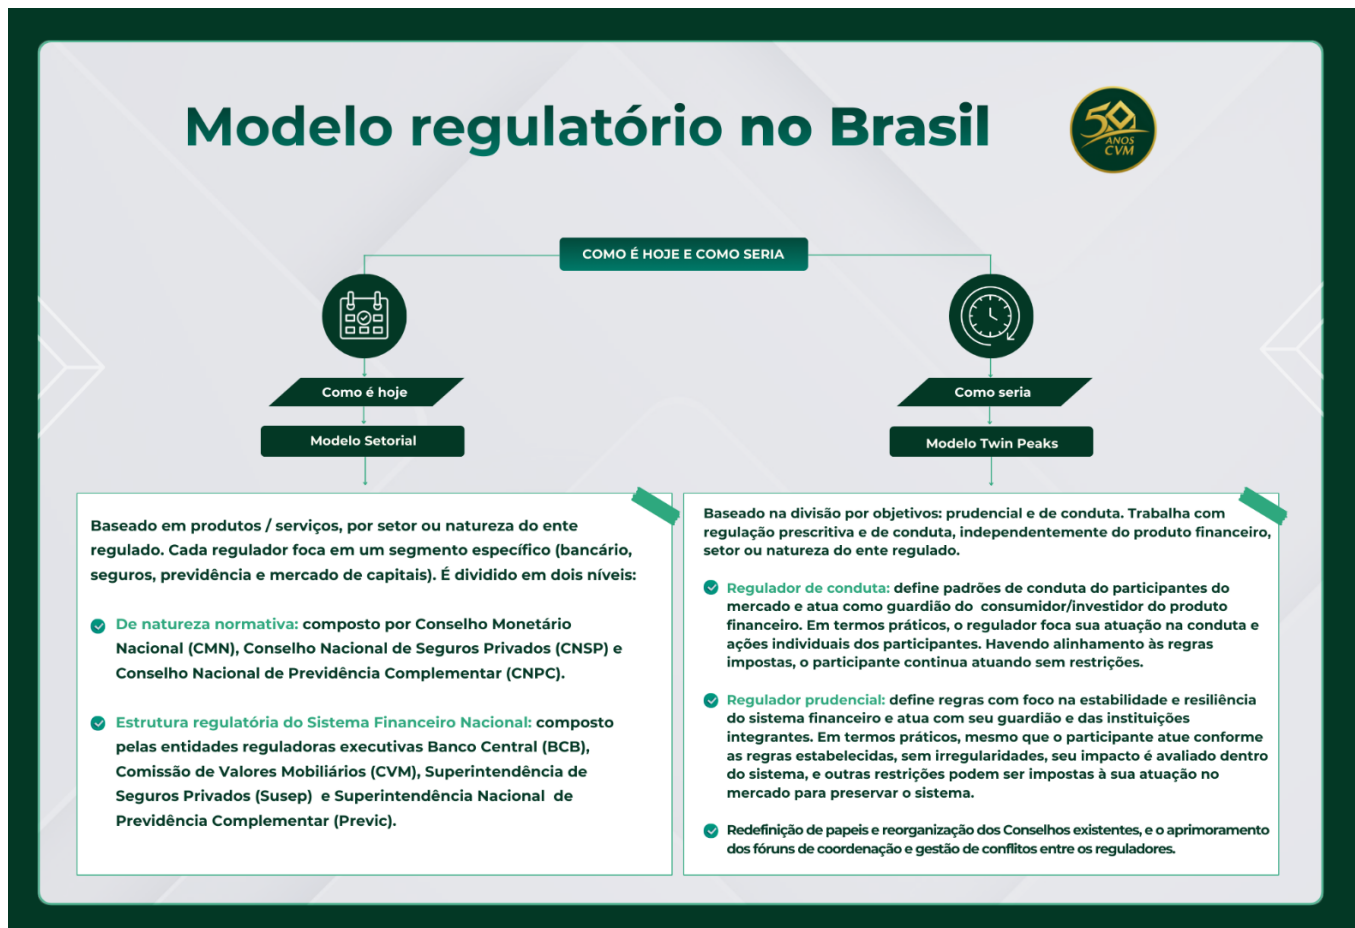 Modelo regulatório no Brasil
50
ANOS
CVM
COMO É HOJE E COMO SERIA
Como é hoje
Modelo Setorial
Baseado em produtos / serviços, por setor ou natureza do ente
regulado. Cada regulador foca em um segmento específico (bancário,
seguros, previdência e mercado de capitais). É dividido em dois níveis:
De natureza normativa: composto por Conselho Monetário
Nacional (CMN), Conselho Nacional de Seguros Privados (CNSP) e
Conselho Nacional de Previdência Complementar (CNPC).
Estrutura regulatória do Sistema Financeiro Nacional: composto
pelas entidades reguladoras executivas Banco Central (BCB),
Comissão de Valores Mobiliários (CVM), Superintendência de
Seguros Privados (Susep) e Superintendência Nacional de
Previdência Complementar (Previc).
Como seria
Modelo Twin Peaks
Baseado na divisão por objetivos: prudencial e de conduta. Trabalha com
regulação prescritiva e de conduta, independentemente do produto financeiro,
setor ou natureza do ente regulado.
Regulador de conduta: define padrões de conduta do participantes do
mercado e atua como guardião do consumidor/investidor do produto
financeiro. Em termos práticos, o regulador foca sua atuação na conduta e
ações individuais dos participantes. Havendo alinhamento às regras
impostas, o participante continua atuando sem restrições.
Regulador prudencial: define regras com foco na estabilidade e resiliência
do sistema financeiro e atua com seu guardião e das instituições
integrantes. Em termos práticos, mesmo que o participante atue conforme
as regras estabelecidas, sem irregularidades, seu impacto é avaliado dentro
do sistema, e outras restrições podem ser impostas à sua atuação no
mercado para preservar o sistema.
Redefinição de papeis e reorganização dos Conselhos existentes, e o aprimoramento
dos fóruns de coordenação e gestão de conflitos entre os reguladores.